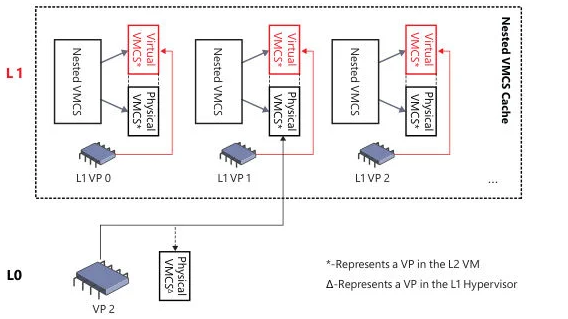 Nested VMCS Cache
L 1
Nested VMCS
Virtual
VMCS*
Physical
VMCS*
L1 VP 0
Nested VMCS
Virtual
VMCS*
Physical
VMCS*
L1 VP 1
Nested VMCS
Virtual
VMCS*
Physical
VMCS*
L1 VP 2
...
L0
VP 2
Physical
VMCSΔ
*-Represents a VP in the L2 VM
Δ-Represents a VP in the L1 Hypervisor